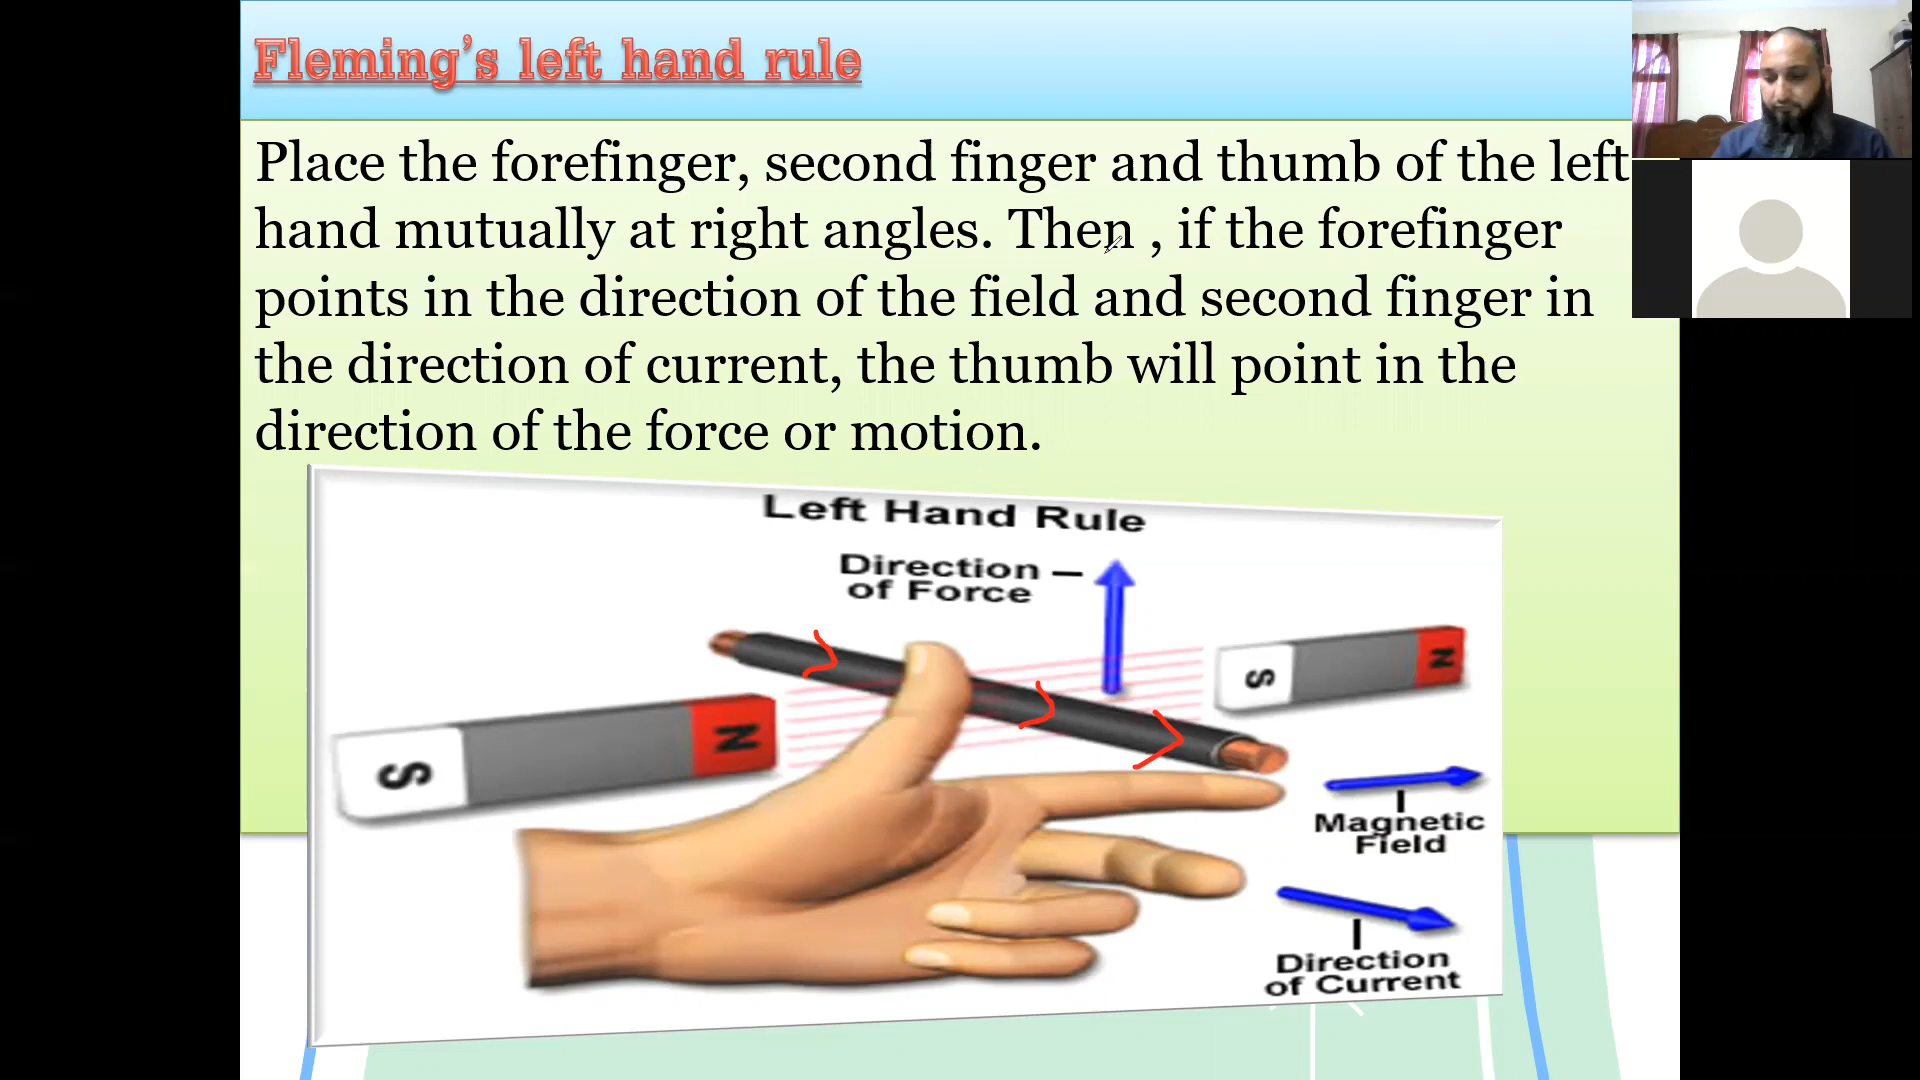 Fleming’s left hand rule
Place the forefinger, second finger and thumb of the left
hand mutually at right angles. Then , if the forefinger
points in the direction of the field and second finger in
the direction of current, the thumb will point in the
direction of the force or motion.
Left Hand Rule
Direction
of Force
S N
S N
Magnetic
Field
Direction
of Current